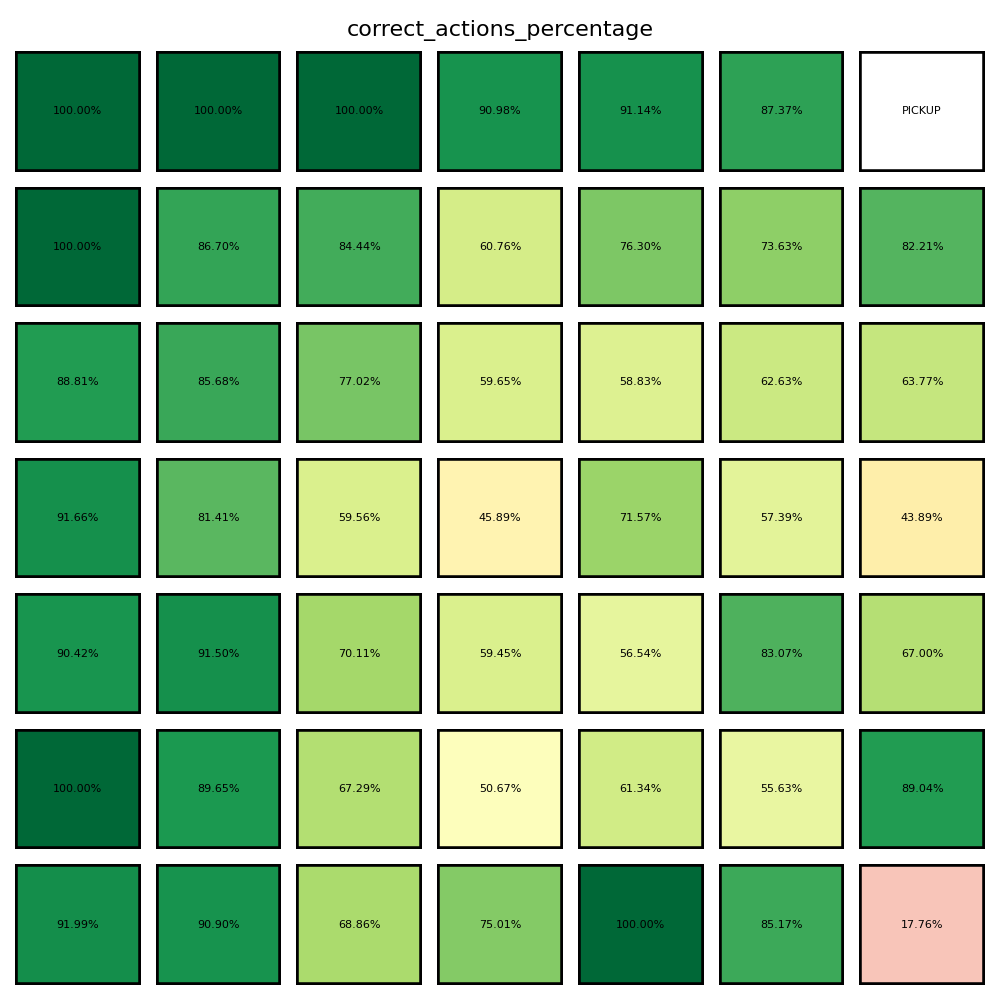 correct_actions_percentage
100.00% 100.00% 100.00% 90.98% 91.14% 87.37% PICKUP
100.00% 86.70% 84.44% 60.76% 76.30% 73.63% 82.21%
88.81% 85.68% 77.02% 59.65% 58.83% 62.63% 63.77%
91.66% 81.41% 59.56% 45.89% 71.57% 57.39% 43.89%
90.42% 91.50% 70.11% 59.45% 56.54% 83.07% 67.00%
100.00% 89.65% 67.29% 50.67% 61.34% 55.63% 89.04%
91.99% 90.90% 68.86% 75.01% 100.00% 85.17% 17.76%